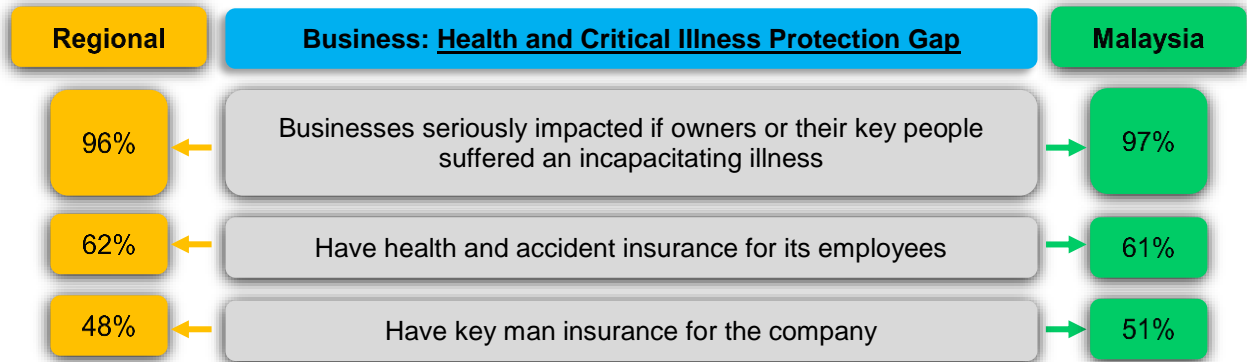 Regional
Business: Health and Critical Illness Protection Gap
Malaysia
96%
Businesses seriously impacted if owners or their key people
suffered an incapacitating illness
97%
62%
Have health and accident insurance for its employees
61%
48%
Have key man insurance for the company
51%